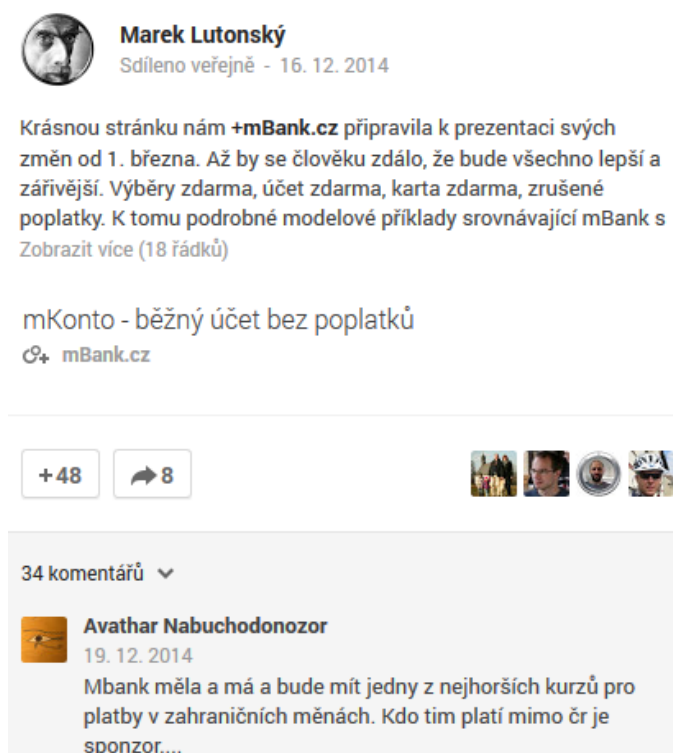 Marek Lutonský
Sdíleno veřejně - 16. 12. 2014
Krásnou stránku nám +mBank.cz připravila k prezentaci svých
změn od 1. března. Až by se člověku zdálo, že bude všechno lepší a
zářivější. Výběry zdarma, účet zdarma, karta zdarma, zrušené
poplatky. K tomu podrobné modelové příklady srovnávající mBank s
Zobrazit více (18 řádků)
mKonto - běžný účet bez poplatků
mBank.cz
+48
8
34 komentářů
Avathar Nabuchodonozor
19. 12. 2014
Mbank měla a má a bude mít jedny z nejhorších kurzů pro
platby v zahraničních měnách. Kdo tim platí mimo čr je
sponzor....